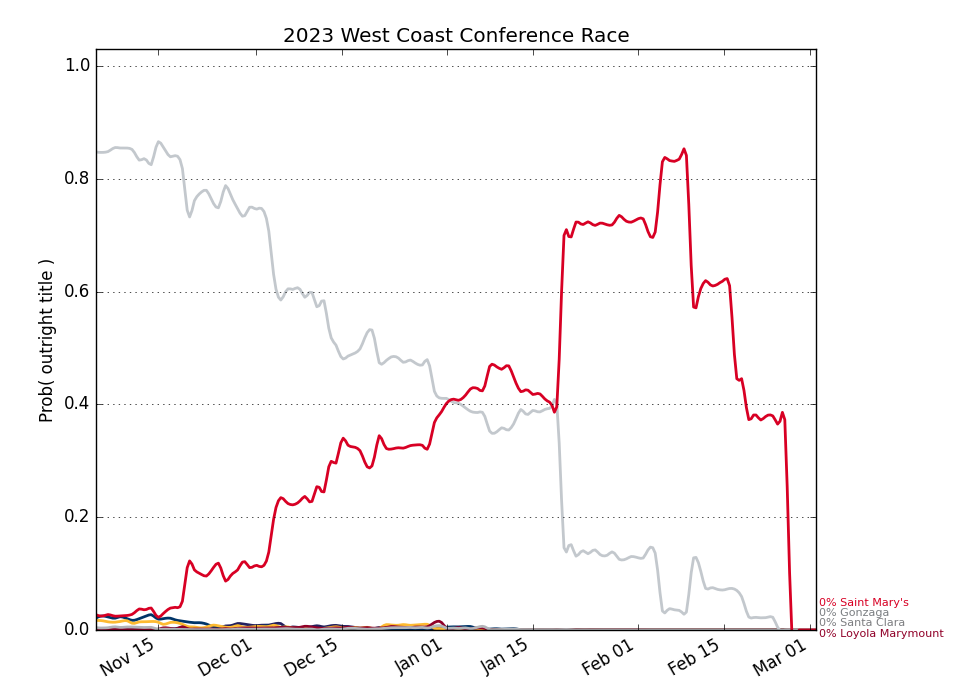 2023 West Coast Conference Race
Prob( outright title )
1.0
0.8
0.6
0.4
0.2
0.0
Nov 15
Dec 01
Dec 15
Jan 01
Jan 15
Feb 01
Feb 15
Mar 01
0% Saint Mary's
0% Gonzaga
0% Santa Clara
0% Loyola Marymount